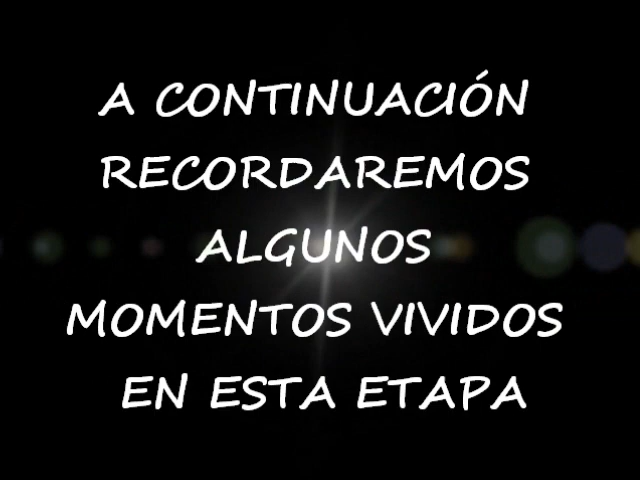 A CONTINUACIÓN
RECORDAREMOS
ALGUNOS
MOMENTOS VIVIDOS
EN ESTA ETAPA